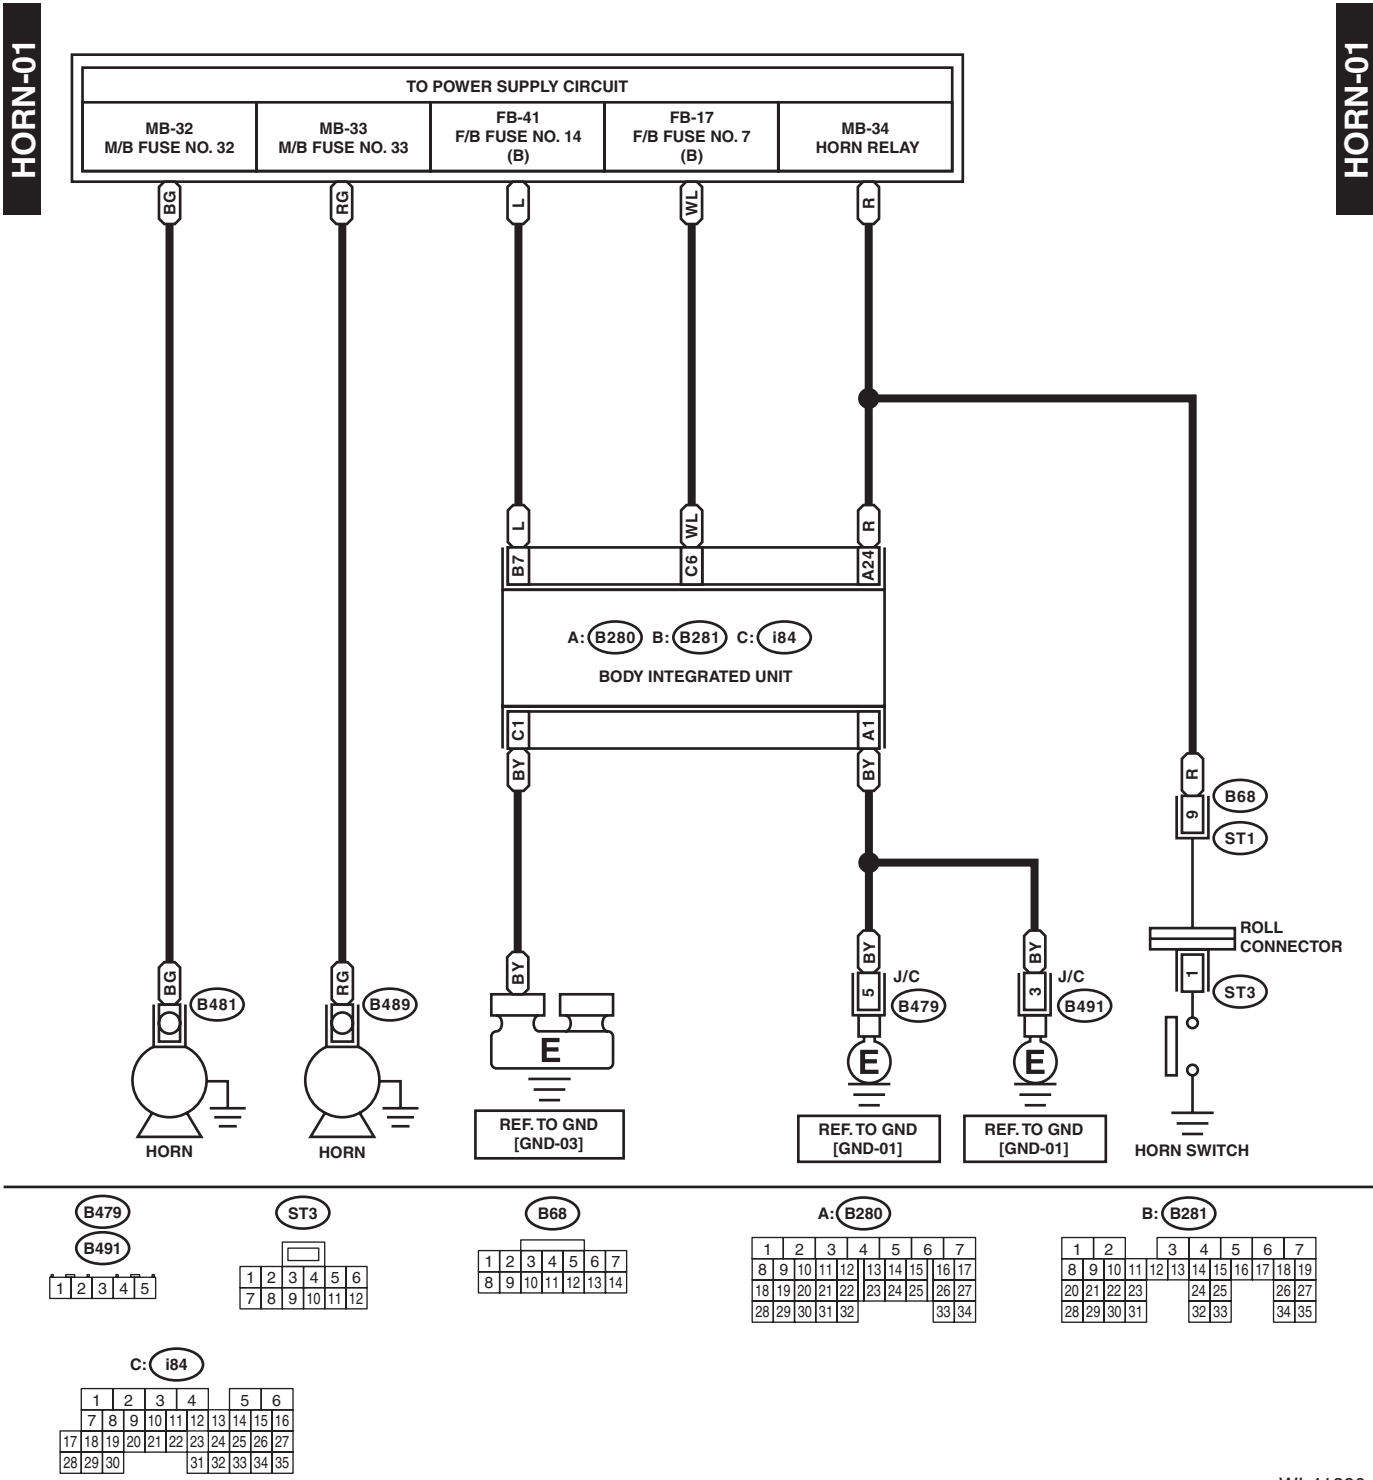 HORN-01
HORN-01
TO POWER SUPPLY CIRCUIT
MB-32
M/B FUSE NO. 32
MB-33
M/B FUSE NO. 33
FB-41
F/B FUSE NO. 14
(B)
FB-17
F/B FUSE NO. 7
(B)
MB-34
HORN RELAY
BG
RG
L
WL
R
L
WL
R
B7
C6
A24
A: B280 B: B281 C: i84
BODY INTEGRATED UNIT
C1
A1
BY
BY
R
9
B68
ST1
ROLL
CONNECTOR
1
ST3
BG
B481
RG
B489
BY
BY
5
J/C
B479
BY
3
J/C
B491
E
E
E
REF. TO GND
[GND-03]
REF. TO GND
[GND-01]
REF. TO GND
[GND-01]
HORN
HORN
HORN SWITCH
B479
B491
1 2 3 4 5
ST3
1 2 3 4 5 6
7 8 9 10 11 12
B68
1 2 3 4 5 6 7
8 9 10 11 12 13 14
A: B280
1 2 3 4 5 6 7
8 9 10 11 12 13 14 15 16 17
18 19 20 21 22 23 24 25 26 27
28 29 30 31 32 33 34
B: B281
1 2 3 4 5 6 7
8 9 10 11 12 13 14 15 16 17 18 19
20 21 22 23 24 25 26 27
28 29 30 31 32 33 34 35
C: i84
1 2 3 4 5 6
7 8 9 10 11 12 13 14 15 16
17 18 19 20 21 22 23 24 25 26 27
28 29 30 31 32 33 34 35